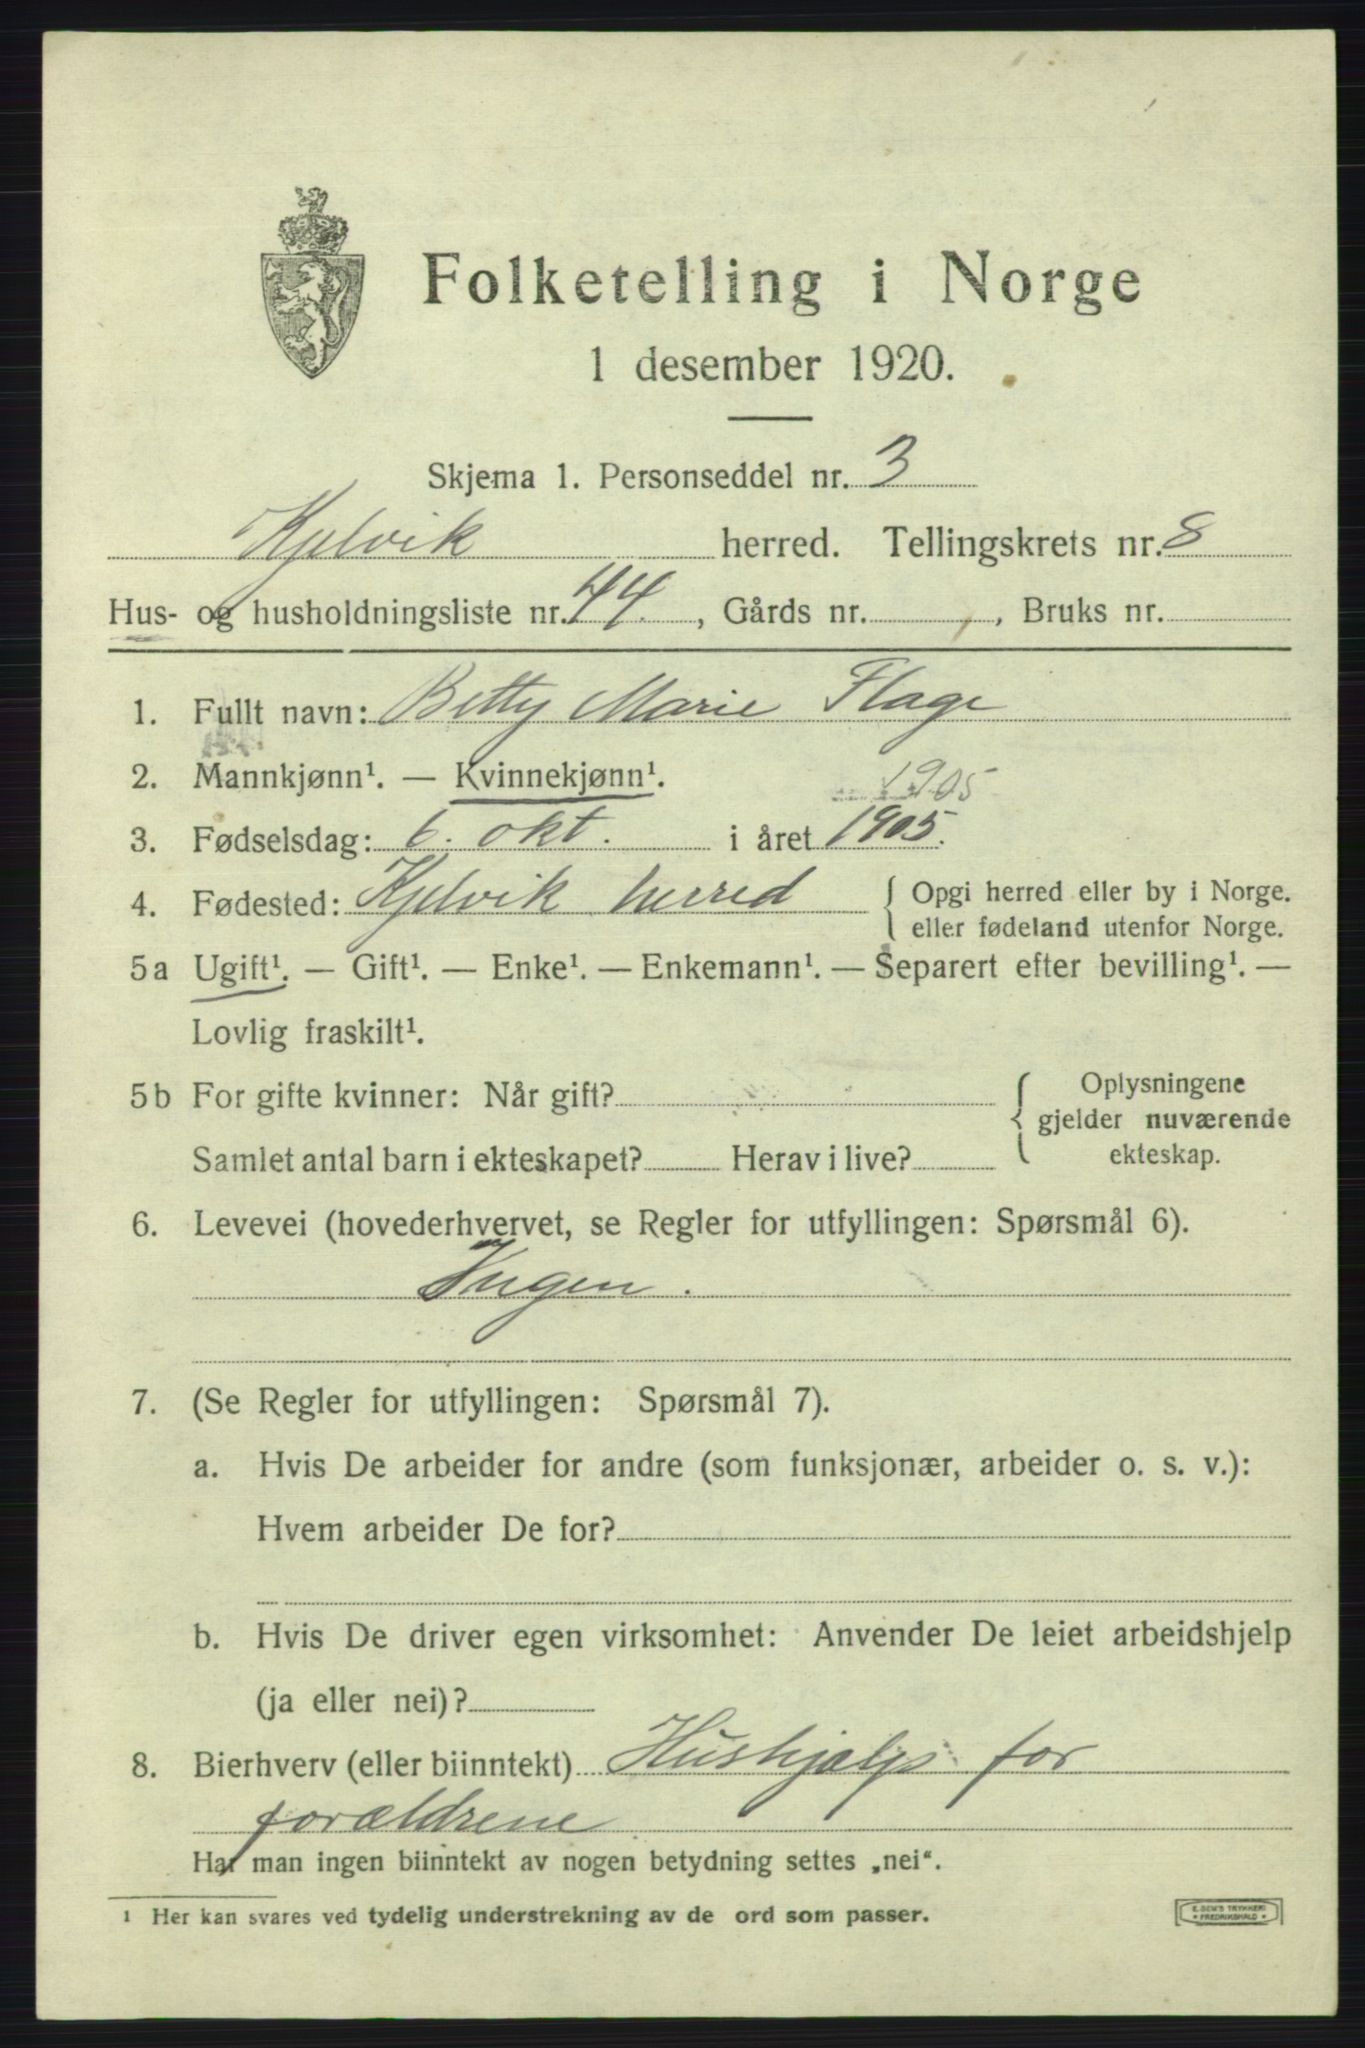 Folketelling i Norge
1 desember 1920.
Skjema 1. Personseddel nr. 3
Kjelvik herred. Tellingskrets nr. 8
Hus- og husholdningsliste nr. 44, Gårds nr. , Bruks nr.
1. Fullt navn: Betty Marie Flage
2. Mannkjønn¹. — Kvinnekjønn¹. 1905
3. Fødselsdag: 6. okt. i året 1905.
4. Fødested: Kjelvik herred { Opgi herred eller by i Norge.
eller fødeland utenfor Norge.
5a Ugift¹. — Gift¹. — Enke¹. — Enkemann¹. — Separert efter bevilling¹. —
Lovlig fraskilt¹.
5b For gifte kvinner: Når gift? { Oplysningene
gjelder nuværende
Samlet antal barn i ekteskapet? Herav i live? ekteskap.
6. Levevei (hovederhvervet, se Regler for utfyllingen: Spørsmål 6).
Ingen.
7. (Se Regler for utfyllingen: Spørsmål 7).
a. Hvis De arbeider for andre (som funksjonær, arbeider o. s. v.):
Hvem arbeider De for?
b. Hvis De driver egen virksomhet: Anvender De leiet arbeidshjelp
(ja eller nei)?
8. Bierhverv (eller biinntekt) Hushjælp for
forældrene
Har man ingen biinntekt av nogen betydning settes „nei“.
¹ Her kan svares ved tydelig understrekning av de ord som passer.
E. SEM'S TRYKKERI
• FREDRIKSHALD •